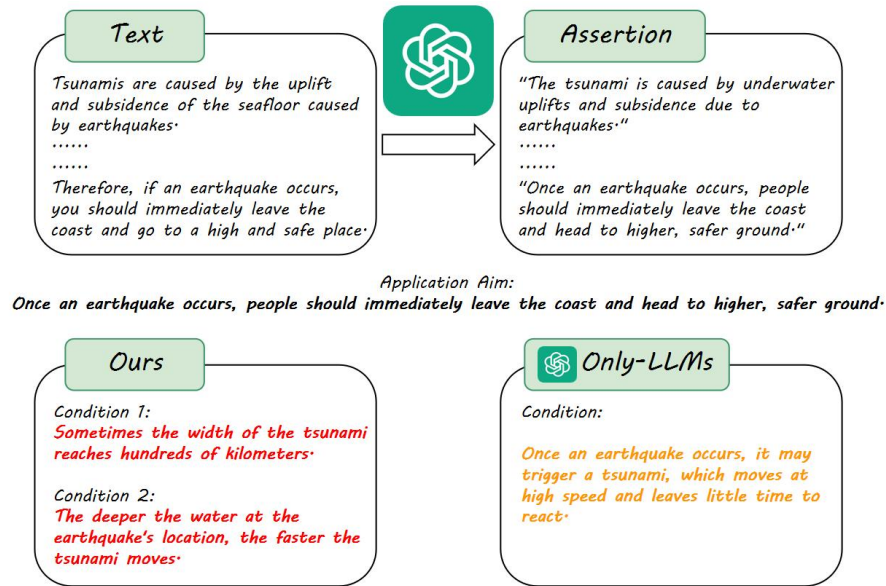 Text
Tsunamis are caused by the uplift
and subsidence of the seafloor caused
by earthquakes.
......
......
Therefore, if an earthquake occurs,
you should immediately leave the
coast and go to a high and safe place.
Assertion
"The tsunami is caused by underwater
uplifts and subsidence due to
earthquakes."
......
......
"Once an earthquake occurs, people
should immediately leave the coast
and head to higher, safer ground."
Application Aim:
Once an earthquake occurs, people should immediately leave the coast and head to higher, safer ground.
Ours
Condition 1:
Sometimes the width of the tsunami
reaches hundreds of kilometers.
Condition 2:
The deeper the water at the
earthquake's location, the faster the
tsunami moves.
Only-LLMs
Condition:
Once an earthquake occurs, it may
trigger a tsunami, which moves at
high speed and leaves little time to
react.